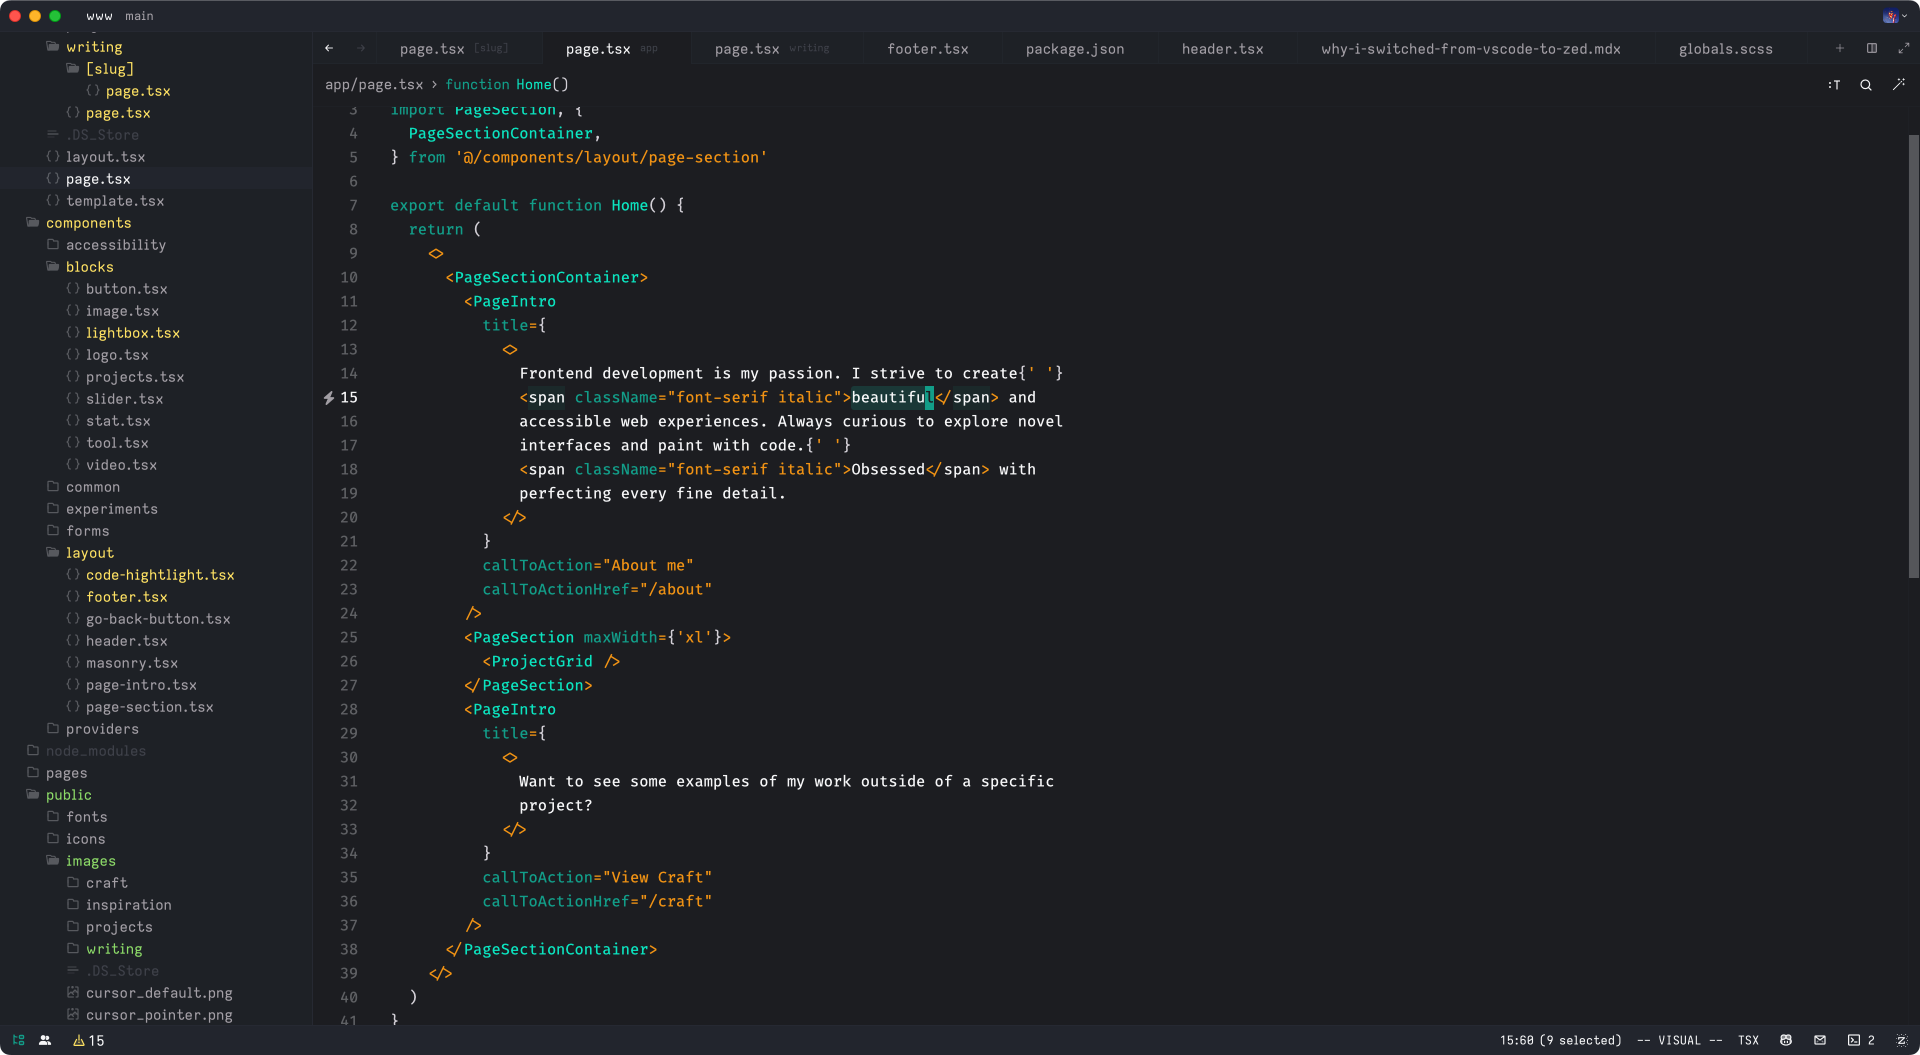 www main
writing
[slug]
page.tsx
page.tsx
.DS_Store
layout.tsx
page.tsx
template.tsx
components
accessibility
blocks
button.tsx
image.tsx
lightbox.tsx
logo.tsx
projects.tsx
slider.tsx
stat.tsx
tool.tsx
video.tsx
common
experiments
forms
layout
code-hightlight.tsx
footer.tsx
go-back-button.tsx
header.tsx
masonry.tsx
page-intro.tsx
page-section.tsx
providers
node_modules
pages
public
fonts
icons
images
craft
inspiration
projects
writing
.DS_Store
cursor_default.png
cursor_pointer.png
page.tsx [slug] page.tsx app page.tsx writing footer.tsx package.json header.tsx why-i-switched-from-vscode-to-zed.mdx globals.scss
app/page.tsx › function Home() :T
3 import PageSection, {
4 PageSectionContainer,
5 } from '@/components/layout/page-section'
6
7 export default function Home() {
8 return (
9 <>
10 <PageSectionContainer>
11 <PageIntro
12 title={
13 <>
14 Frontend development is my passion. I strive to create{' '}
15 <span className="font-serif italic">beautiful</span> and
16 accessible web experiences. Always curious to explore novel
17 interfaces and paint with code.{' '}
18 <span className="font-serif italic">Obsessed</span> with
19 perfecting every fine detail.
20 </>
21 }
22 callToAction="About me"
23 callToActionHref="/about"
24 />
25 <PageSection maxWidth={'xl'}>
26 <ProjectGrid />
27 </PageSection>
28 <PageIntro
29 title={
30 <>
31 Want to see some examples of my work outside of a specific
32 project?
33 </>
34 }
35 callToAction="View Craft"
36 callToActionHref="/craft"
37 />
38 </PageSectionContainer>
39 </>
40 )
41 }
15 15:60 (9 selected) -- VISUAL -- TSX 2